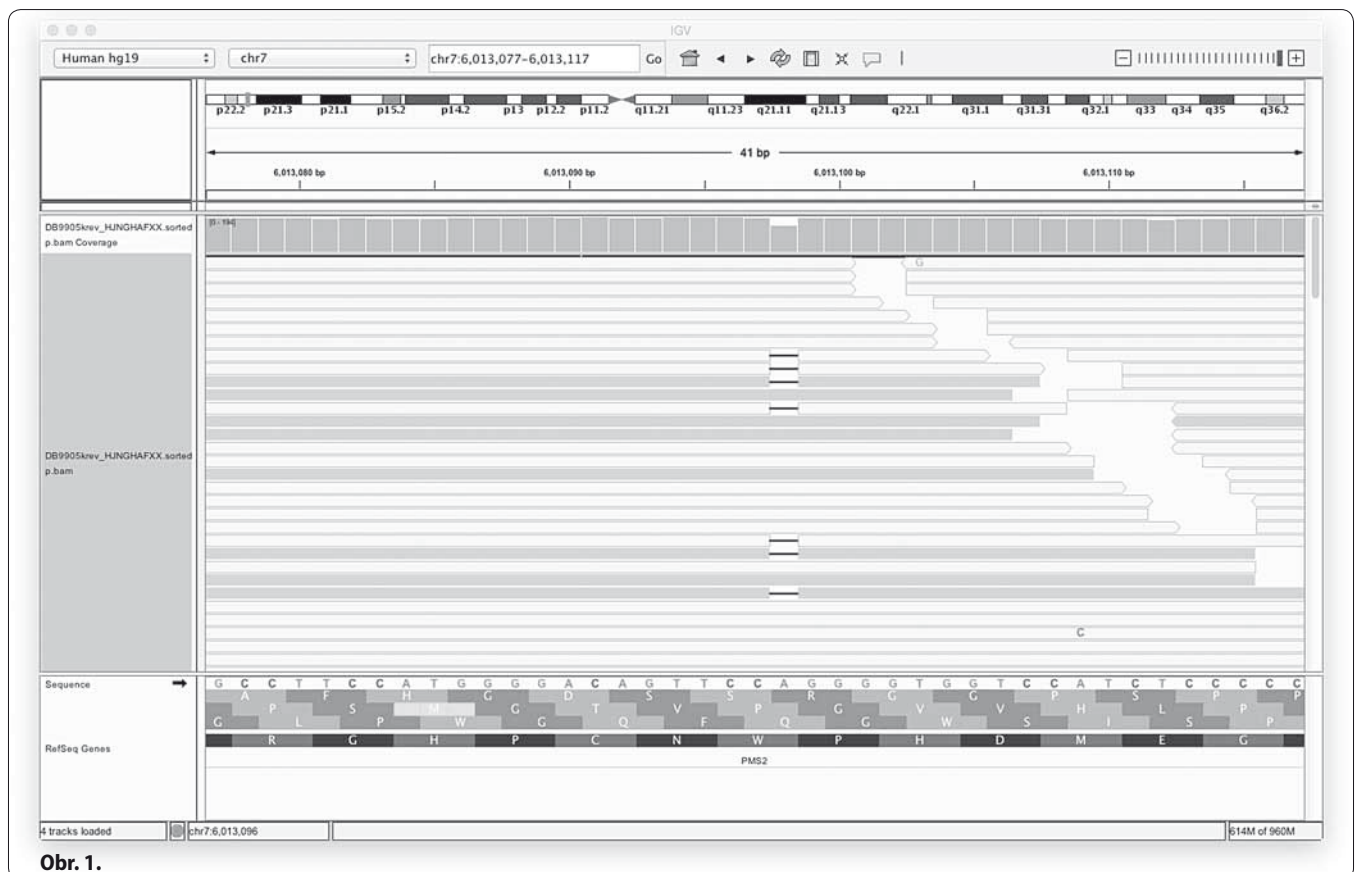 IGV
Human hg19 chr7 chr7:6,013,077-6,013,117 Go
p22.2 p21.3 p21.1 p15.2 p14.2 p13 p12.2 p11.2 q11.21 q11.23 q21.11 q21.13 q22.1 q31.1 q31.31 q32.1 q33 q34 q35 q36.2
41 bp
6,013,080 bp 6,013,090 bp 6,013,100 bp 6,013,110 bp
DB9905krev_HJNGHAFXX.sorted
p.bam Coverage
[0 - 194]
G
DB9905krev_HJNGHAFXX.sorted
p.bam
C
Sequence
G C C T T C C A T G G G G A C A G T T C C A G G G G T G G T C C A T C T C C C C C
A F H G D S S R G G P S P P
P S M G T V P G V V H L P
G L P W G Q F Q G W S I S P
RefSeq Genes
R G H P C N W P H D M E G
PMS2
4 tracks loaded chr7:6,013,096 614M of 960M
Obr. 1.